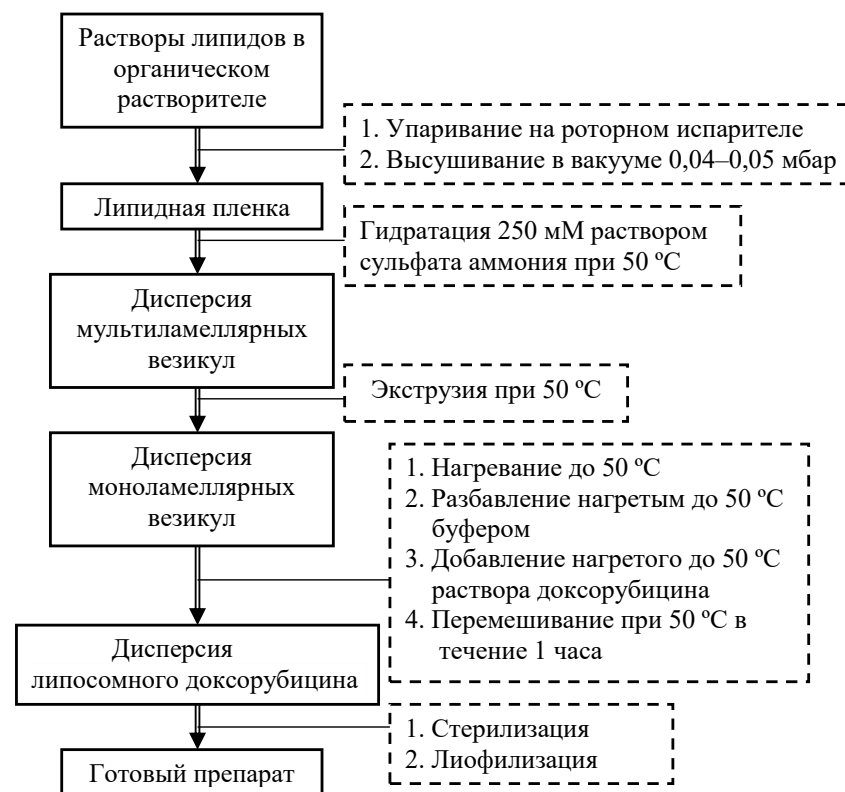 Растворы липидов в
органическом
растворителе
1. Упаривание на роторном испарителе
2. Высушивание в вакууме 0,04–0,05 мбар
Липидная пленка
Гидратация 250 мМ раствором
сульфата аммония при 50 ºС
Дисперсия
мультиламеллярных
везикул
Экструзия при 50 ºС
Дисперсия
моноламеллярных
везикул
1. Нагревание до 50 ºС
2. Разбавление нагретым до 50 ºС
буфером
3. Добавление нагретого до 50 ºС
раствора доксорубицина
4. Перемешивание при 50 ºС в
течение 1 часа
Дисперсия
липосомного доксорубицина
1. Стерилизация
2. Лиофилизация
Готовый препарат